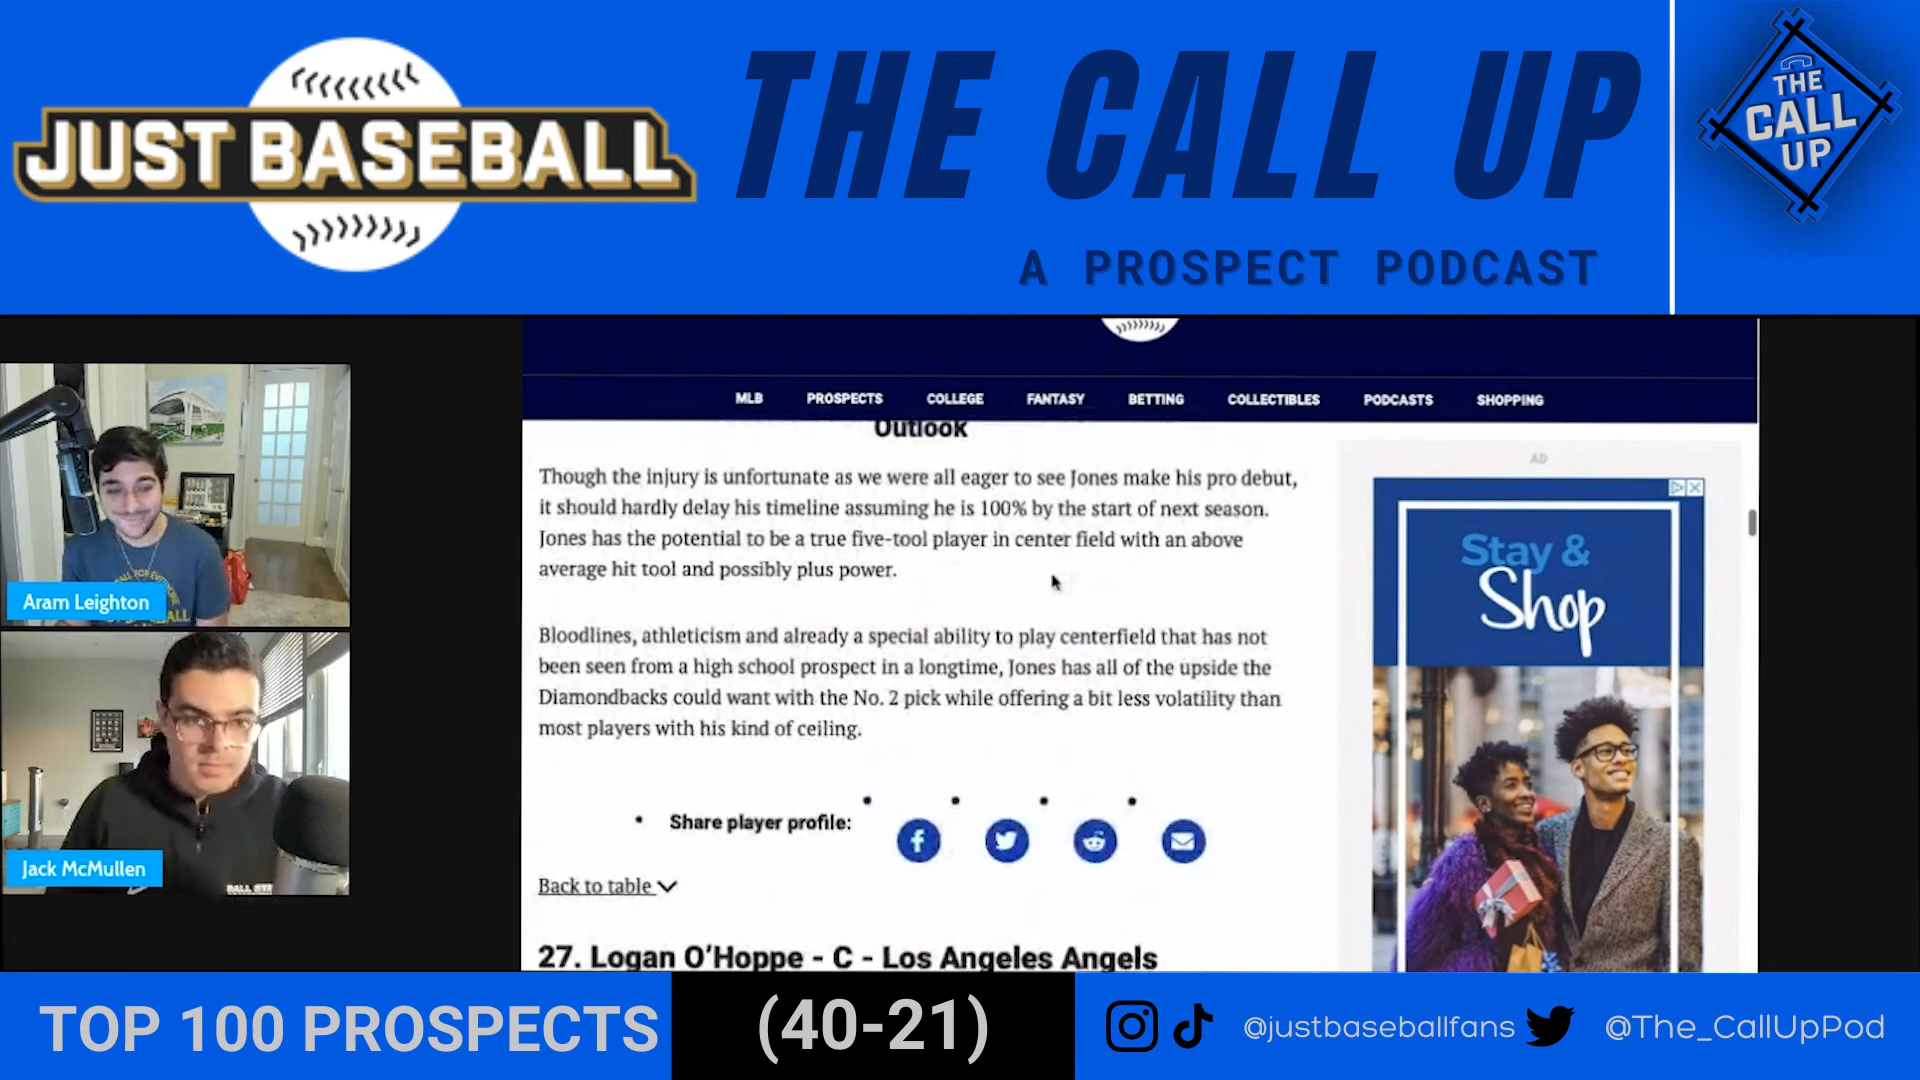 JUST BASEBALL
THE CALL UP
A PROSPECT PODCAST
THE
CALL
UP
MLB PROSPECTS COLLEGE FANTASY BETTING COLLECTIBLES PODCASTS SHOPPING
Outlook
Though the injury is unfortunate as we were all eager to see Jones make his pro debut,
it should hardly delay his timeline assuming he is 100% by the start of next season.
Jones has the potential to be a true five-tool player in center field with an above
average hit tool and possibly plus power.
Bloodlines, athleticism and already a special ability to play centerfield that has not
been seen from a high school prospect in a longtime, Jones has all of the upside the
Diamondbacks could want with the No. 2 pick while offering a bit less volatility than
most players with his kind of ceiling.
• Share player profile:
Back to table
27. Logan O'Hoppe - C - Los Angeles Angels
AD
Stay &
Shop
Aram Leighton
Jack McMullen
TOP 100 PROSPECTS
(40-21)
@justbaseballfans
@The_CallUpPod